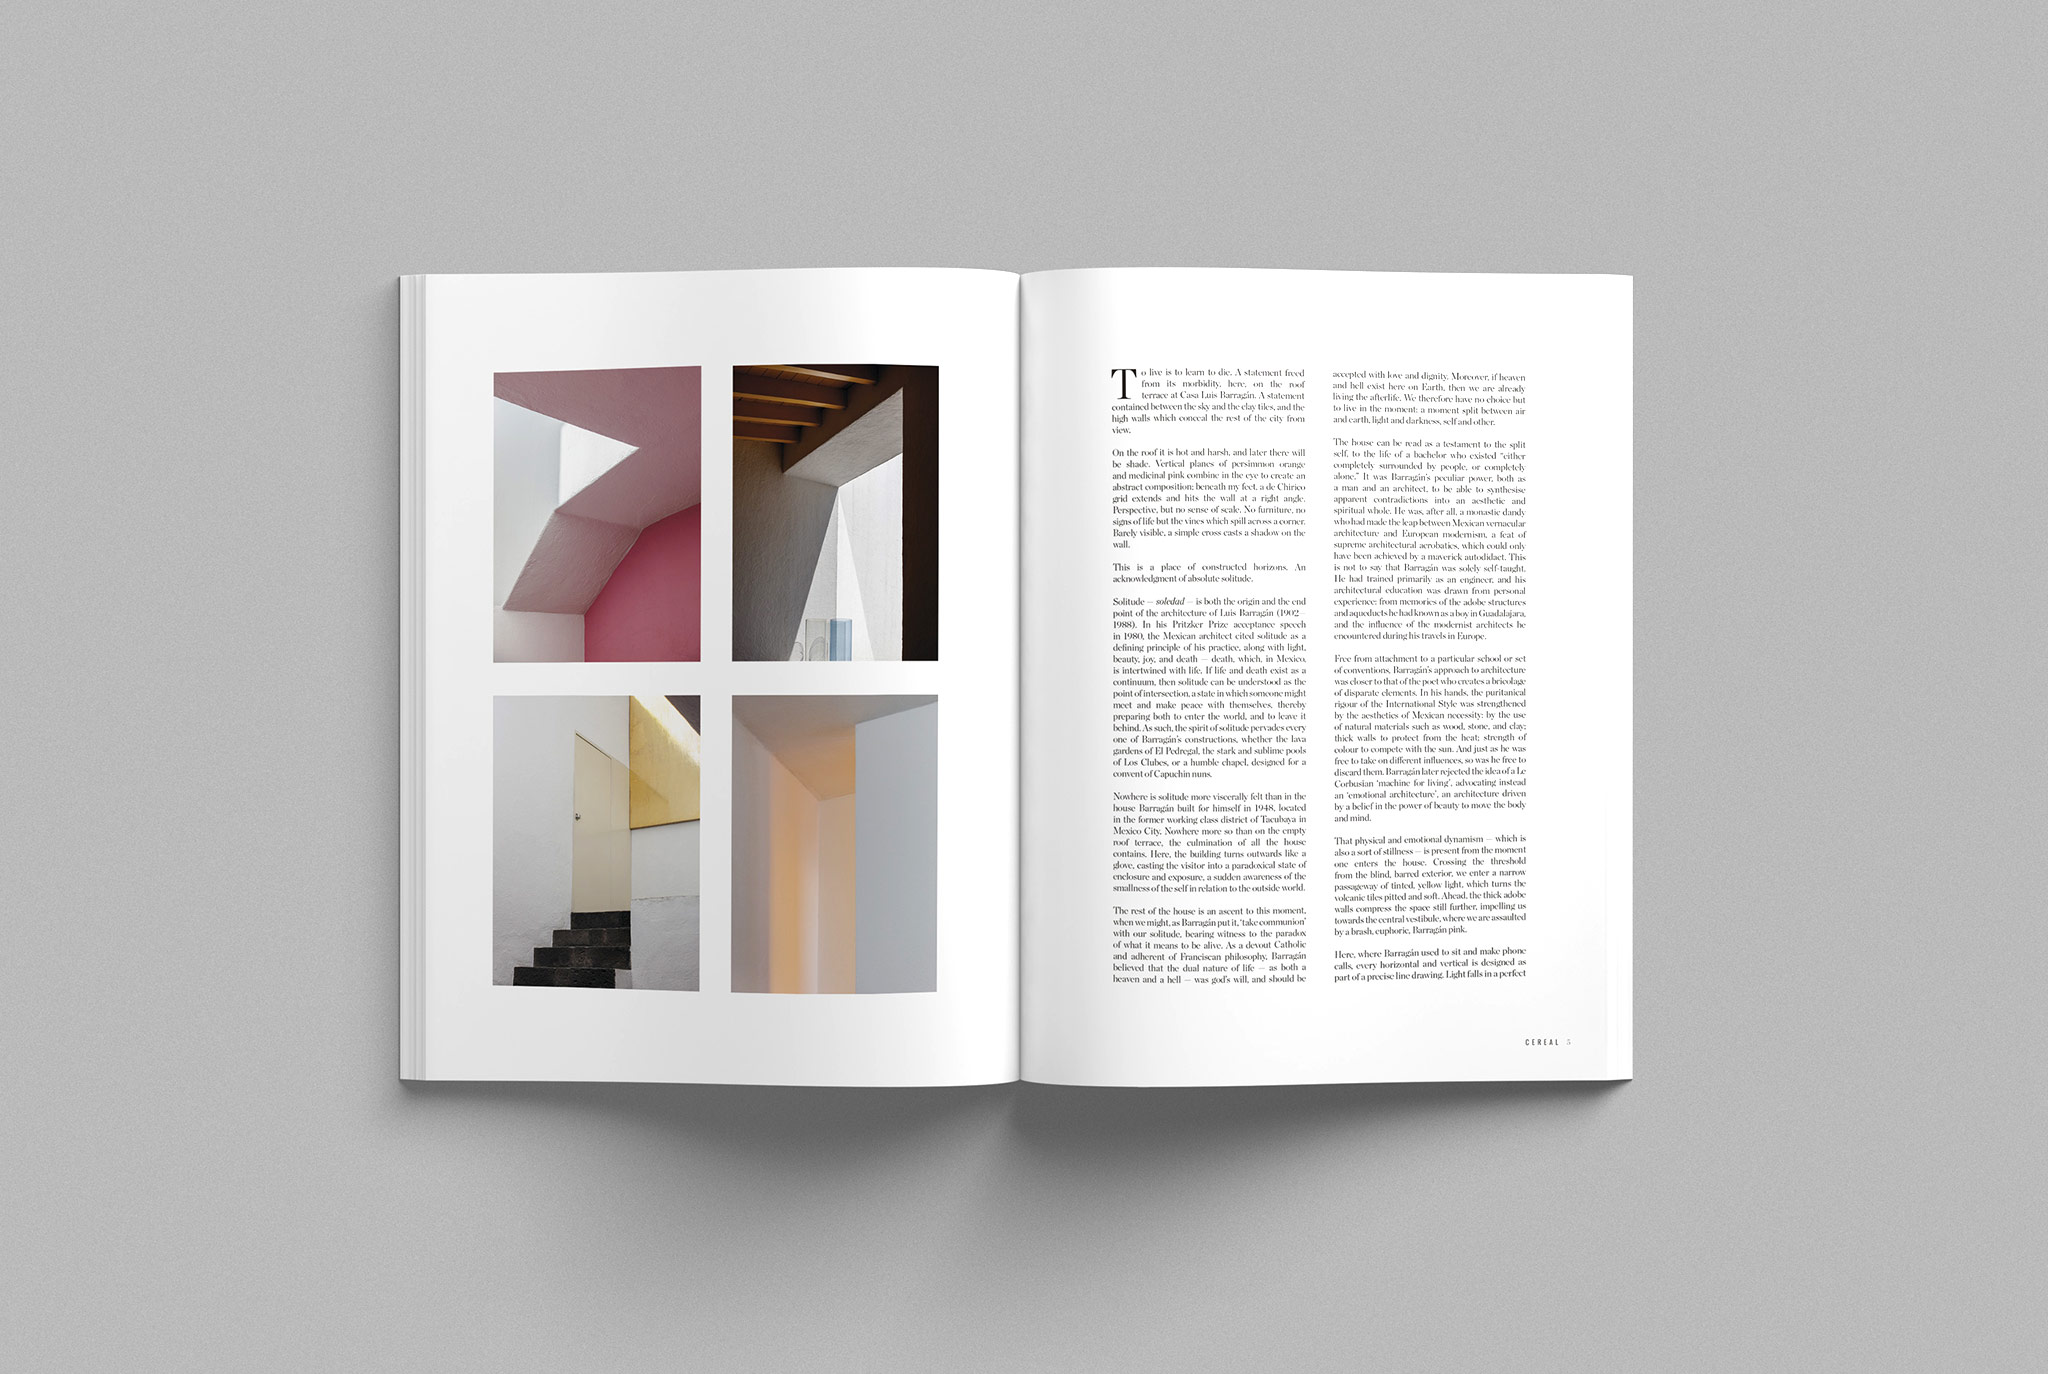 To live is to learn to die. A statement freed
from its morbidity, here, on the roof
terrace at Casa Luis Barragán. A statement
contained between the sky and the clay tiles, and the
high walls which conceal the rest of the city from
view.
On the roof it is hot and harsh, and later there will
be shade. Vertical planes of persimmon orange
and medicinal pink combine in the eye to create an
abstract composition; beneath my feet, a de Chirico
grid extends and hits the wall at a right angle.
Perspective, but no sense of scale. No furniture, no
signs of life but the vines which spill across a corner.
Barely visible, a simple cross casts a shadow on the
wall.
This is a place of constructed horizons. An
acknowledgment of absolute solitude.
Solitude – soledad – is both the origin and the end
point of the architecture of Luis Barragán (1902–
1988). In his Pritzker Prize acceptance speech
in 1980, the Mexican architect cited solitude as a
defining principle of his practice, along with light,
beauty, joy, and death – death, which, in Mexico,
is intertwined with life. If life and death exist as a
continuum, then solitude can be understood as the
point of intersection, a state in which someone might
meet and make peace with themselves, thereby
preparing both to enter the world, and to leave it
behind. As such, the spirit of solitude pervades every
one of Barragán's constructions, whether the lava
gardens of El Pedregal, the stark and sublime pools
of Los Clubes, or a humble chapel, designed for a
convent of Capuchin nuns.
Nowhere is solitude more viscerally felt than in the
house Barragán built for himself in 1948, located
in the former working class district of Tacubaya in
Mexico City. Nowhere more so than on the empty
roof terrace, the culmination of all the house
contains. Here, the building turns outwards like a
glove, casting the visitor into a paradoxical state of
enclosure and exposure, a sudden awareness of the
smallness of the self in relation to the outside world.
The rest of the house is an ascent to this moment,
when we might, as Barragán put it, 'take communion'
with our solitude, bearing witness to the paradox
of what it means to be alive. As a devout Catholic
and adherent of Franciscan philosophy, Barragán
believed that the dual nature of life – as both a
heaven and a hell – was god's will, and should be
accepted with love and dignity. Moreover, if heaven
and hell exist here on Earth, then we are already
living the afterlife. We therefore have no choice but
to live in the moment; a moment split between air
and earth, light and darkness, self and other.
The house can be read as a testament to the split
self, to the life of a bachelor who existed “either
completely surrounded by people, or completely
alone.” It was Barragán's peculiar power, both as
a man and an architect, to be able to synthesise
apparent contradictions into an aesthetic and
spiritual whole. He was, after all, a monastic dandy
who had made the leap between Mexican vernacular
architecture and European modernism, a feat of
supreme architectural acrobatics, which could only
have been achieved by a maverick autodidact. This
is not to say that Barragán was solely self-taught.
He had trained primarily as an engineer, and his
architectural education was drawn from personal
experience; from memories of the adobe structures
and aqueducts he had known as a boy in Guadalajara,
and the influence of the modernist architects he
encountered during his travels in Europe.
Free from attachment to a particular school or set
of conventions, Barragán's approach to architecture
was closer to that of the poet who creates a bricolage
of disparate elements. In his hands, the puritanical
rigour of the International Style was strengthened
by the aesthetics of Mexican necessity: by the use
of natural materials such as wood, stone, and clay;
thick walls to protect from the heat; strength of
colour to compete with the sun. And just as he was
free to take on different influences, so was he free to
discard them. Barragán later rejected the idea of a Le
Corbusian 'machine for living', advocating instead
an 'emotional architecture', an architecture driven
by a belief in the power of beauty to move the body
and mind.
That physical and emotional dynamism – which is
also a sort of stillness – is present from the moment
one enters the house. Crossing the threshold
from the blind, barred exterior, we enter a narrow
passageway of tinted, yellow light, which turns the
volcanic tiles pitted and soft. Ahead, the thick adobe
walls compress the space still further, impelling us
towards the central vestibule, where we are assaulted
by a brash, euphoric, Barragán pink.
Here, where Barragán used to sit and make phone
calls, every horizontal and vertical is designed as
part of a precise line drawing. Light falls in a perfect
CEREAL 5